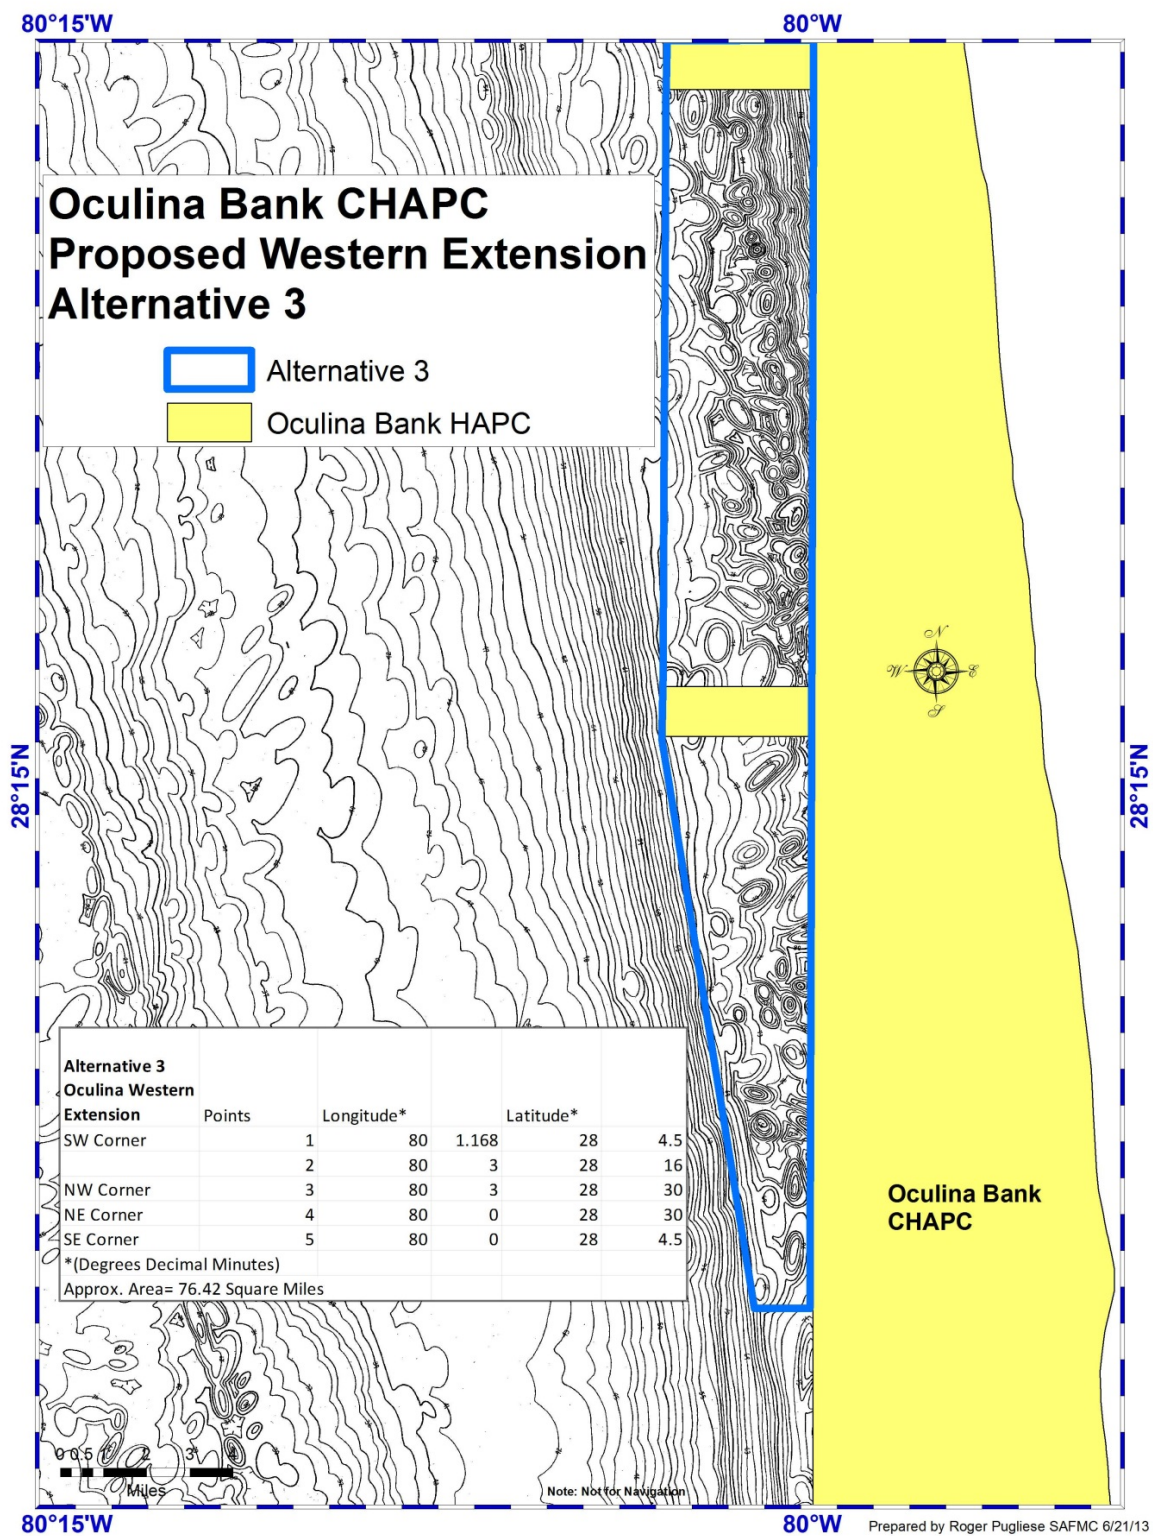 80°15'W 80°W
Oculina Bank CHAPC
Proposed Western Extension
Alternative 3
Alternative 3
Oculina Bank HAPC
N
W E
S
28°15'N 28°15'N
Alternative 3
Oculina Western
Extension Points Longitude* Latitude*
SW Corner 1 80 1.168 28 4.5
2 80 3 28 16
NW Corner 3 80 3 28 30
NE Corner 4 80 0 28 30
SE Corner 5 80 0 28 4.5
*(Degrees Decimal Minutes)
Approx. Area= 76.42 Square Miles
Oculina Bank
CHAPC
0 0.5 1 2 3 4
Miles
Note: Not for Navigation
80°15'W 80°W
Prepared by Roger Pugliese SAFMC 6/21/13